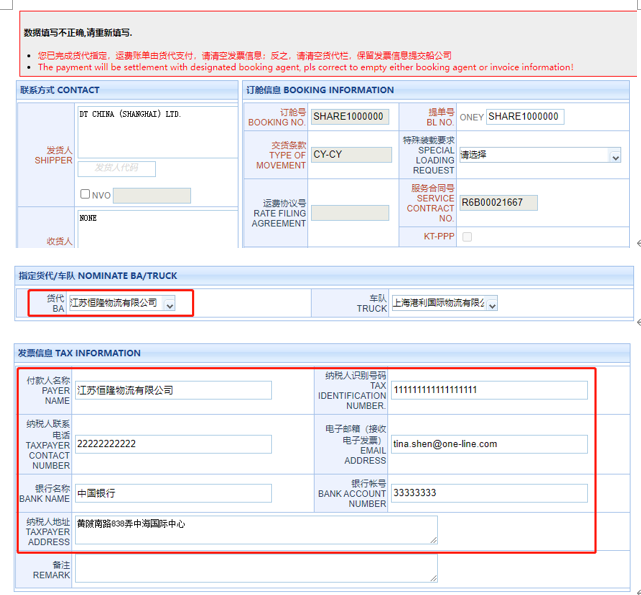 数据填写不正确,请重新填写.
您已完成货代指定，运费账单由货代支付，请清空发票信息；反之，请清空货代栏，保留发票信息提交船公司
The payment will be settlement with designated booking agent, pls correct to empty either booking agent or invoice information!
联系方式 CONTACT
订舱信息 BOOKING INFORMATION
发货人
SHIPPER
DT CHINA (SHANGHAI) LTD.
发货人代码
NVO
收货人
NONE
订舱号
BOOKING NO.
SHARE1000000
提单号
BL NO.
ONEY SHARE1000000
交货条款
TYPE OF
MOVEMENT
CY-CY
特殊装载要求
SPECIAL
LOADING
REQUEST
请选择
运费协议号
RATE FILING
AGREEMENT
服务合同号
SERVICE
CONTRACT
NO.
R6B00021667
KT-PPP
指定货代/车队 NOMINATE BA/TRUCK
货代
BA
江苏恒隆物流有限公司
车队
TRUCK
上海港利国际物流有限公
发票信息 TAX INFORMATION
付款人名称
PAYER
NAME
江苏恒隆物流有限公司
纳税人识别号码
TAX
IDENTIFICATION
NUMBER.
111111111111111111
纳税人联系
电话
TAXPAYER
CONTACT
NUMBER
22222222222
电子邮箱（接收
电子发票）
EMAIL
ADDRESS
tina.shen@one-line.com
银行名称
BANK NAME
中国银行
银行帐号
BANK ACCOUNT
NUMBER
33333333
纳税人地址
TAXPAYER
ADDRESS
黄陂南路838弄中海国际中心
备注
REMARK